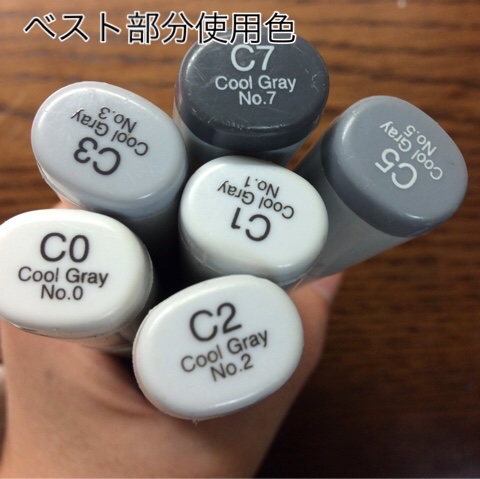 ベスト部分使用色
C7
Cool Gray
No.7
C3
Cool Gray
No.3
C5
Cool Gray
No.5
C1
Cool Gray
No.1
C0
Cool Gray
No.0
C2
Cool Gray
No.2